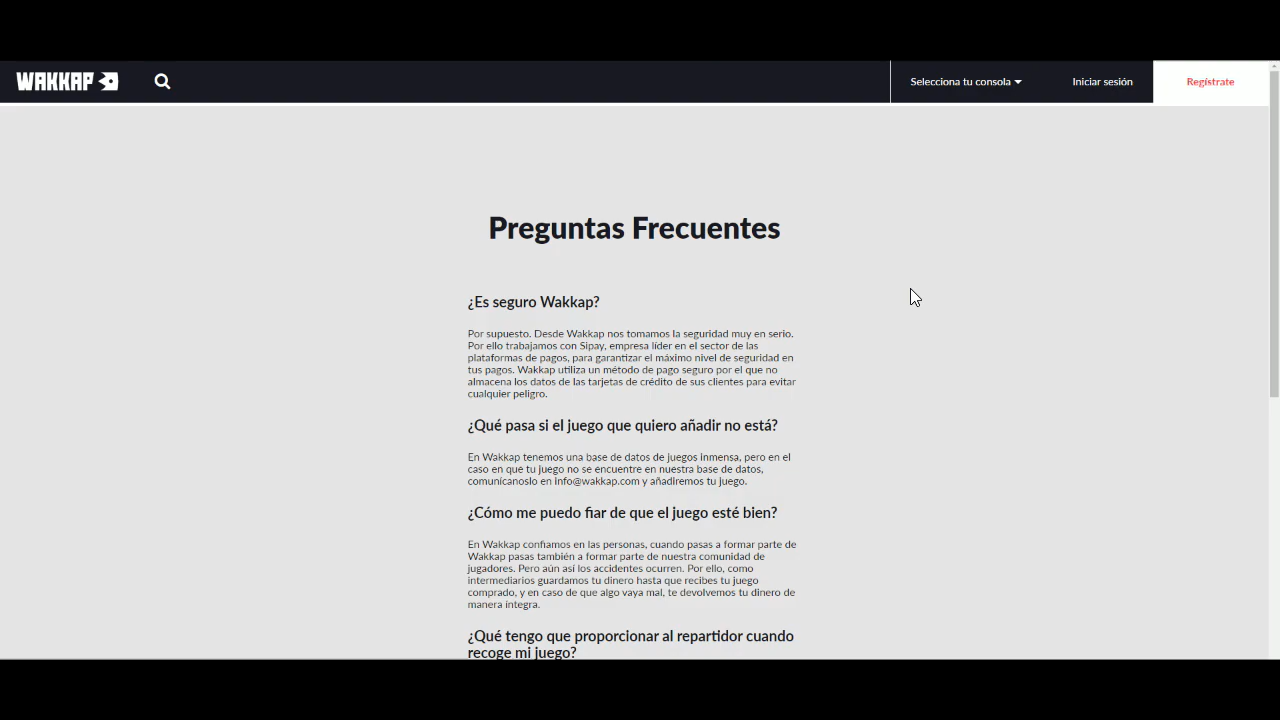 WAKKAP
Selecciona tu consola
Iniciar sesión
Regístrate
Preguntas Frecuentes
¿Es seguro Wakkap?
Por supuesto. Desde Wakkap nos tomamos la seguridad muy en serio.
Por ello trabajamos con Sipay, empresa líder en el sector de las
plataformas de pagos, para garantizar el máximo nivel de seguridad en
tus pagos. Wakkap utiliza un método de pago seguro por el que no
almacena los datos de las tarjetas de crédito de sus clientes para evitar
cualquier peligro.
¿Qué pasa si el juego que quiero añadir no está?
En Wakkap tenemos una base de datos de juegos inmensa, pero en el
caso en que tu juego no se encuentre en nuestra base de datos,
comunícanoslo en info@wakkap.com y añadiremos tu juego.
¿Cómo me puedo fiar de que el juego esté bien?
En Wakkap confiamos en las personas, cuando pasas a formar parte de
Wakkap pasas también a formar parte de nuestra comunidad de
jugadores. Pero aún así los accidentes ocurren. Por ello, como
intermediarios guardamos tu dinero hasta que recibes tu juego
comprado, y en caso de que algo vaya mal, te devolvemos tu dinero de
manera íntegra.
¿Qué tengo que proporcionar al repartidor cuando
recoge mi juego?